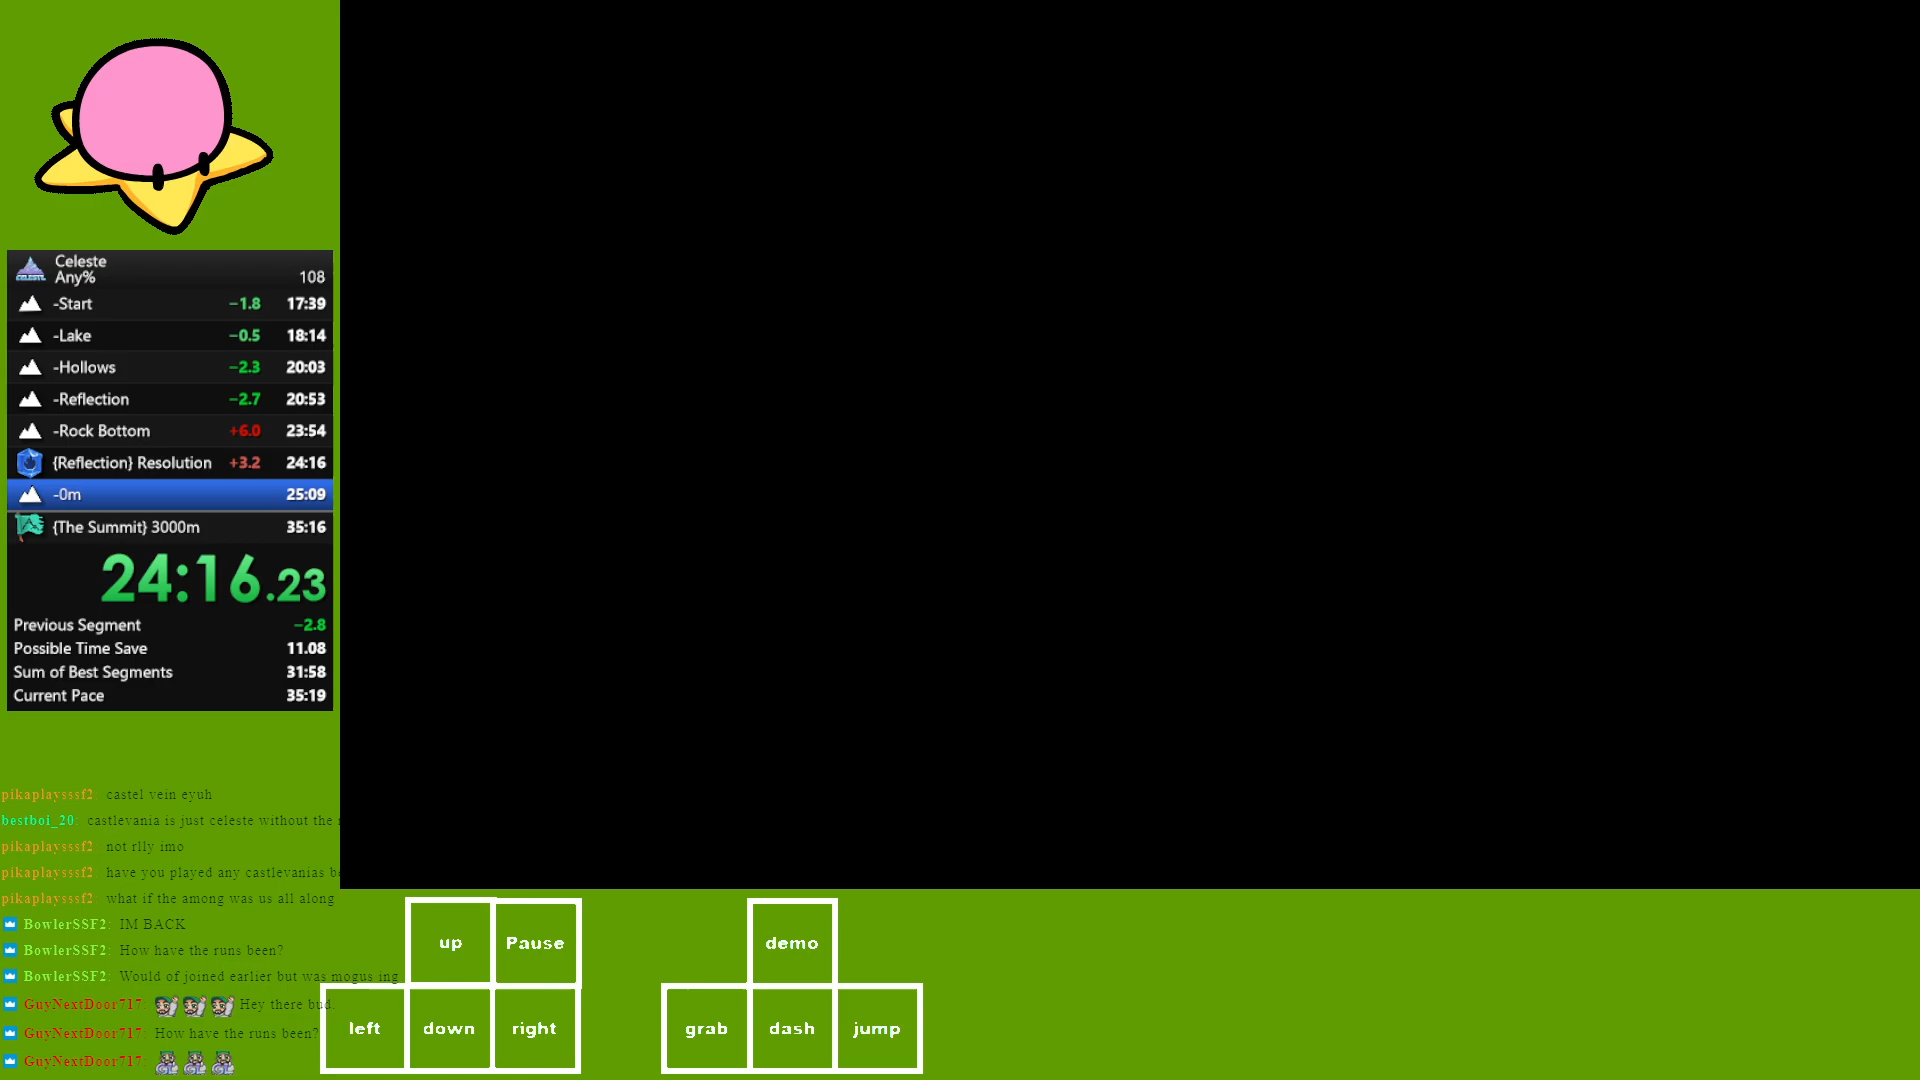 Celeste
Any% 108
-Start −1.8 17:39
-Lake −0.5 18:14
-Hollows −2.3 20:03
-Reflection −2.7 20:53
-Rock Bottom +6.0 23:54
{Reflection} Resolution +3.2 24:16
-0m 25:09
{The Summit} 3000m 35:16
24:16.23
Previous Segment −2.8
Possible Time Save 11.08
Sum of Best Segments 31:58
Current Pace 35:19
pikaplaysssf2: castel vein eyuh
bestboi_20: castlevania is just celeste without the
pikaplaysssf2: not rlly imo
pikaplaysssf2: have you played any castlevanias
pikaplaysssf2: what if the among was us all along
BowlerSSF2: IM BACK
BowlerSSF2: How have the runs been?
BowlerSSF2: Would of joined earlier but was mogus ing
GuyNextDoor717: Hey there bud.
GuyNextDoor717: How have the runs been?
GuyNextDoor717:
up Pause demo
left down right grab dash jump